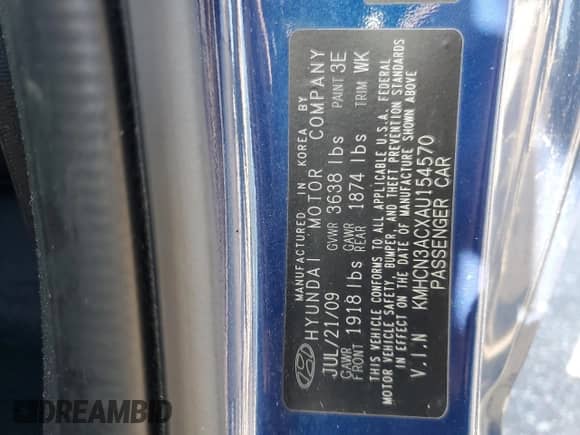 MANUFACTURED IN KOREA BY
HYUNDAI MOTOR COMPANY
JUL/21/09 GVWR 3638 lbs PAINT 3E
GAWR FRONT 1918 lbs GAWR REAR 1874 lbs TRIM WK
THIS VEHICLE CONFORMS TO ALL APPLICABLE U.S.A. FEDERAL
MOTOR VEHICLE SAFETY, BUMPER, AND THEFT PREVENTION STANDARDS
IN EFFECT ON THE DATE OF MANUFACTURE SHOWN ABOVE
V.I.N KMHCN3ACXAU154570
PASSENGER CAR
DREAMBID